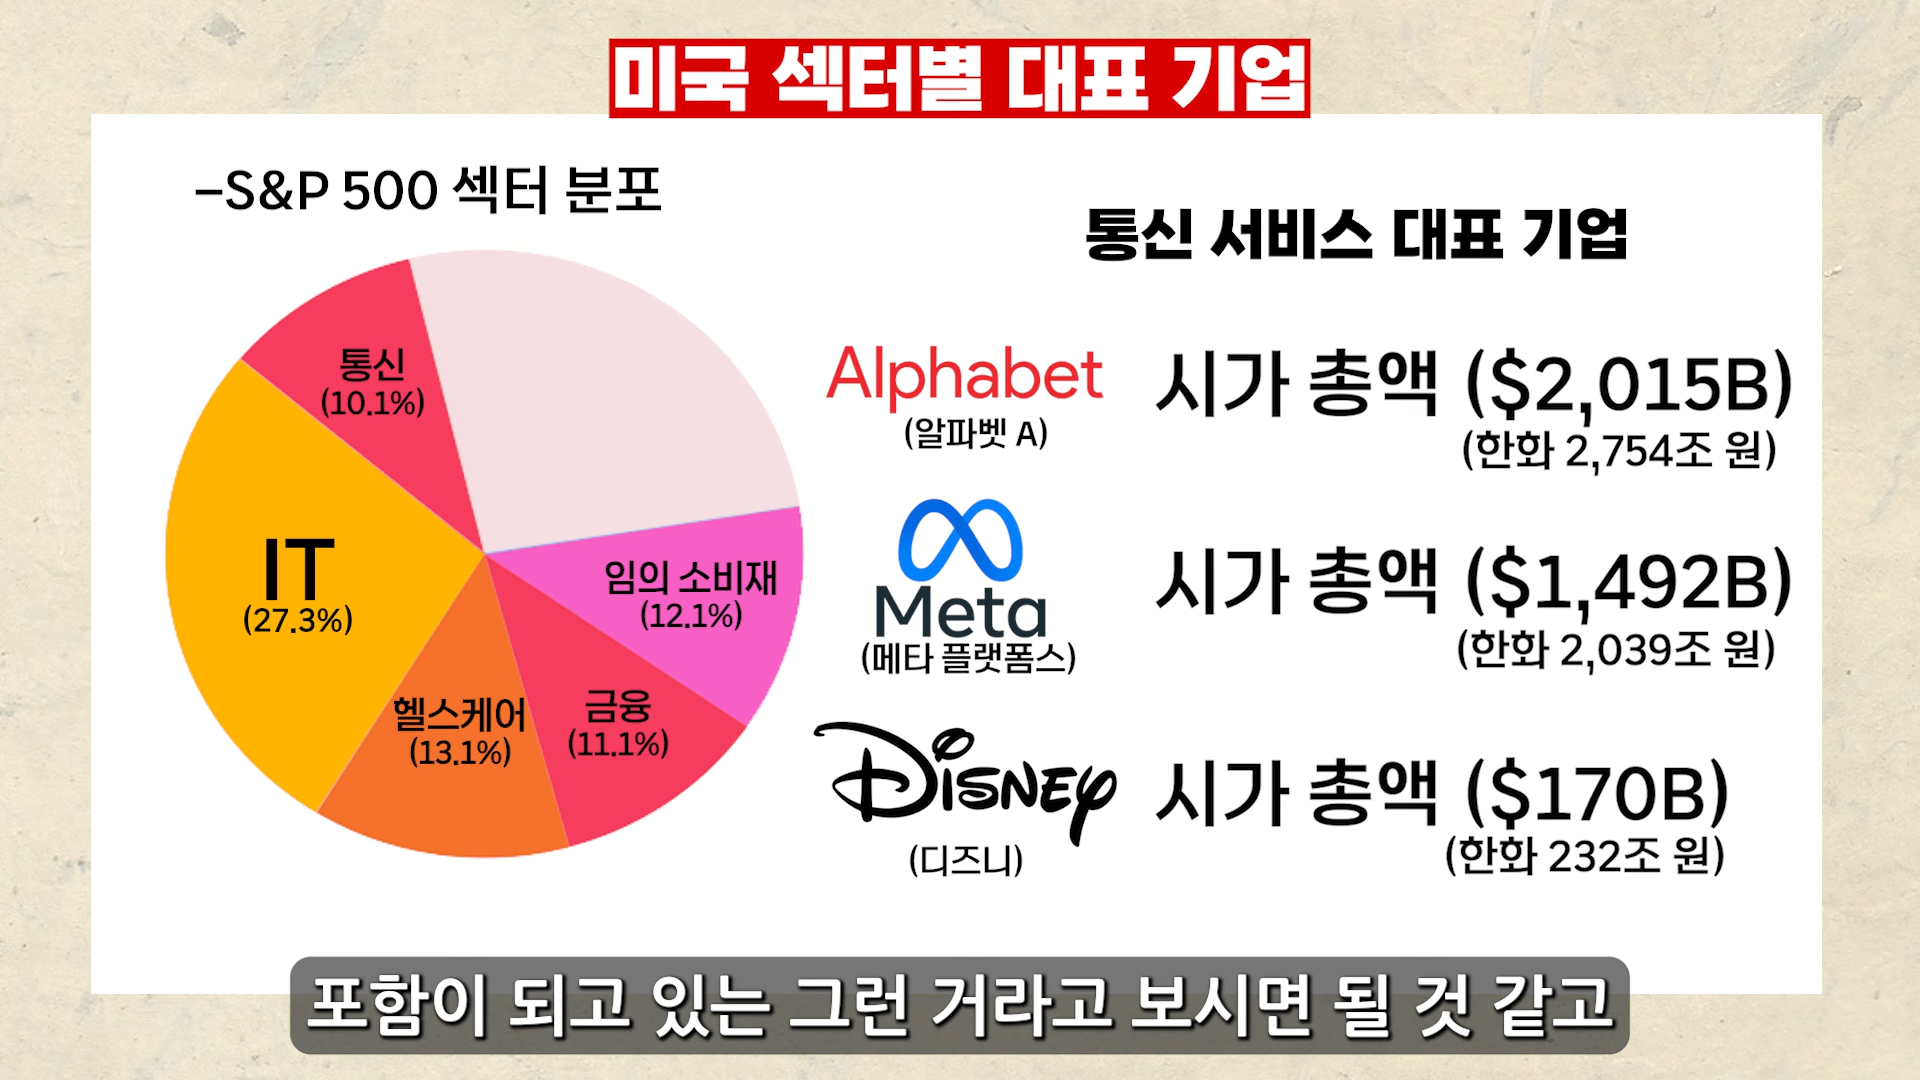 미국 섹터별 대표 기업
–S&P 500 섹터 분포
통신
(10.1%)
IT
(27.3%)
헬스케어
(13.1%)
금융
(11.1%)
임의 소비재
(12.1%)
통신 서비스 대표 기업
Alphabet
(알파벳 A)
시가 총액 ($2,015B)
(한화 2,754조 원)
Meta
(메타 플랫폼스)
시가 총액 ($1,492B)
(한화 2,039조 원)
DISNEY
(디즈니)
시가 총액 ($170B)
(한화 232조 원)
포함이 되고 있는 그런 거라고 보시면 될 것 같고